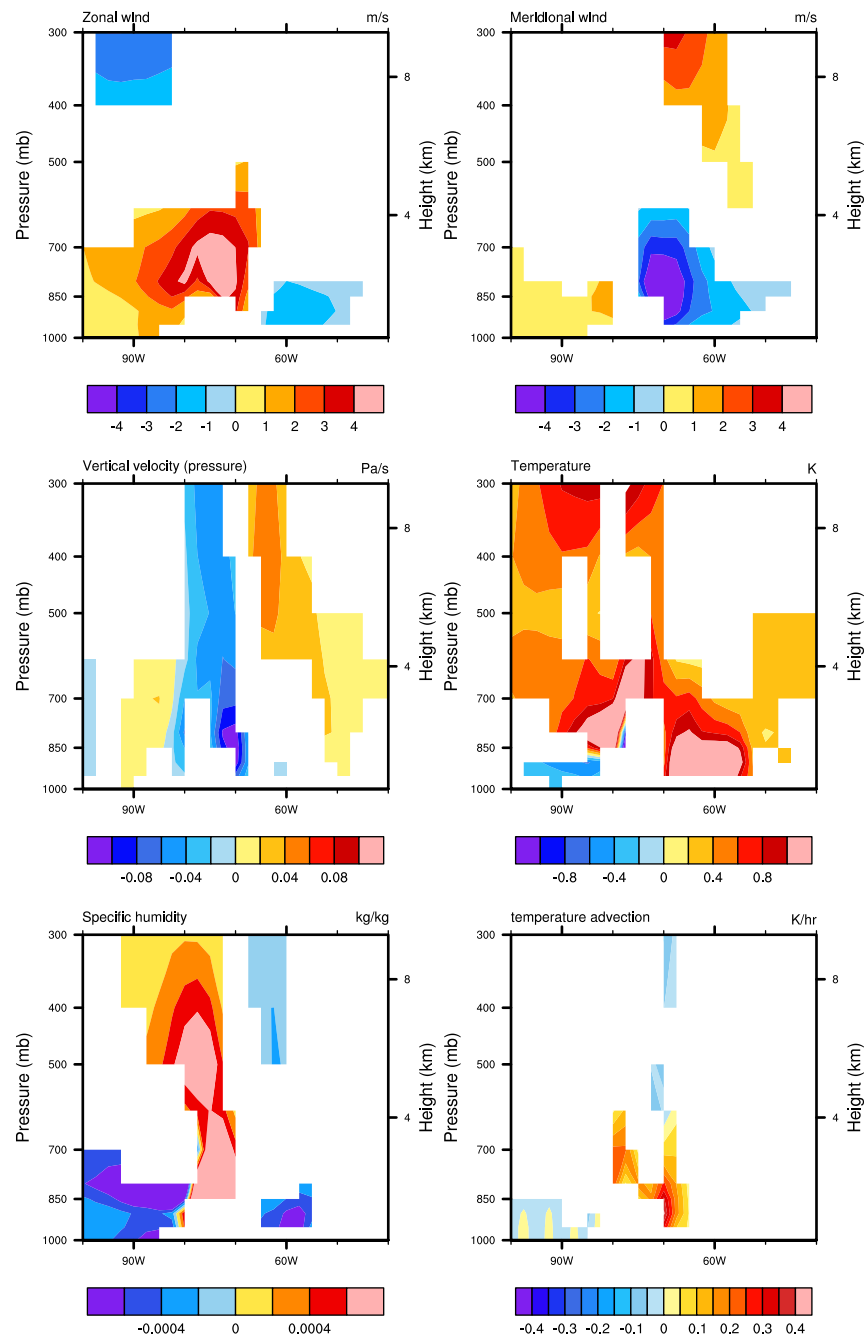 Zonal wind m/s
300
400
500
700
850
1000
Pressure (mb)
8
4
Height (km)
90W 60W
-4 -3 -2 -1 0 1 2 3 4
Meridional wind m/s
300
400
500
700
850
1000
Pressure (mb)
8
4
Height (km)
90W 60W
-4 -3 -2 -1 0 1 2 3 4
Vertical velocity (pressure) Pa/s
300
400
500
700
850
1000
Pressure (mb)
8
4
Height (km)
90W 60W
-0.08 -0.04 0 0.04 0.08
Temperature K
300
400
500
700
850
1000
Pressure (mb)
8
4
Height (km)
90W 60W
-0.8 -0.4 0 0.4 0.8
Specific humidity kg/kg
300
400
500
700
850
1000
Pressure (mb)
8
4
Height (km)
90W 60W
-0.0004 0 0.0004
temperature advection K/hr
300
400
500
700
850
1000
Pressure (mb)
8
4
Height (km)
90W 60W
-0.4 -0.3 -0.2 -0.1 0 0.1 0.2 0.3 0.4